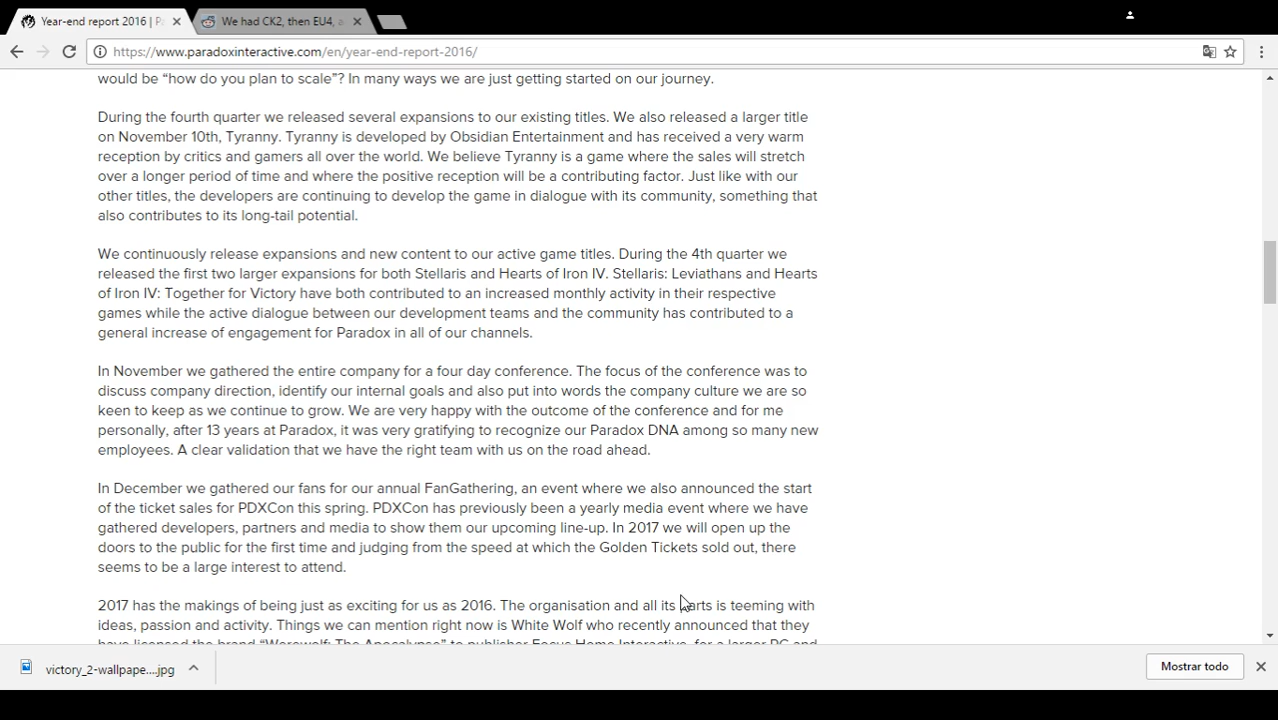 Year-end report 2016 | P
We had CK2, then EU4, a
https://www.paradoxinteractive.com/en/year-end-report-2016/
would be “how do you plan to scale”? In many ways we are just getting started on our journey.
During the fourth quarter we released several expansions to our existing titles. We also released a larger title
on November 10th, Tyranny. Tyranny is developed by Obsidian Entertainment and has received a very warm
reception by critics and gamers all over the world. We believe Tyranny is a game where the sales will stretch
over a longer period of time and where the positive reception will be a contributing factor. Just like with our
other titles, the developers are continuing to develop the game in dialogue with its community, something that
also contributes to its long-tail potential.
We continuously release expansions and new content to our active game titles. During the 4th quarter we
released the first two larger expansions for both Stellaris and Hearts of Iron IV. Stellaris: Leviathans and Hearts
of Iron IV: Together for Victory have both contributed to an increased monthly activity in their respective
games while the active dialogue between our development teams and the community has contributed to a
general increase of engagement for Paradox in all of our channels.
In November we gathered the entire company for a four day conference. The focus of the conference was to
discuss company direction, identify our internal goals and also put into words the company culture we are so
keen to keep as we continue to grow. We are very happy with the outcome of the conference and for me
personally, after 13 years at Paradox, it was very gratifying to recognize our Paradox DNA among so many new
employees. A clear validation that we have the right team with us on the road ahead.
In December we gathered our fans for our annual FanGathering, an event where we also announced the start
of the ticket sales for PDXCon this spring. PDXCon has previously been a yearly media event where we have
gathered developers, partners and media to show them our upcoming line-up. In 2017 we will open up the
doors to the public for the first time and judging from the speed at which the Golden Tickets sold out, there
seems to be a large interest to attend.
2017 has the makings of being just as exciting for us as 2016. The organisation and all its parts is teeming with
ideas, passion and activity. Things we can mention right now is White Wolf who recently announced that they
have licensed the brand “Werewolf: The Apocalypse” to publisher Focus Home Interactive, for a larger PC and
victory_2-wallpape....jpg
Mostrar todo